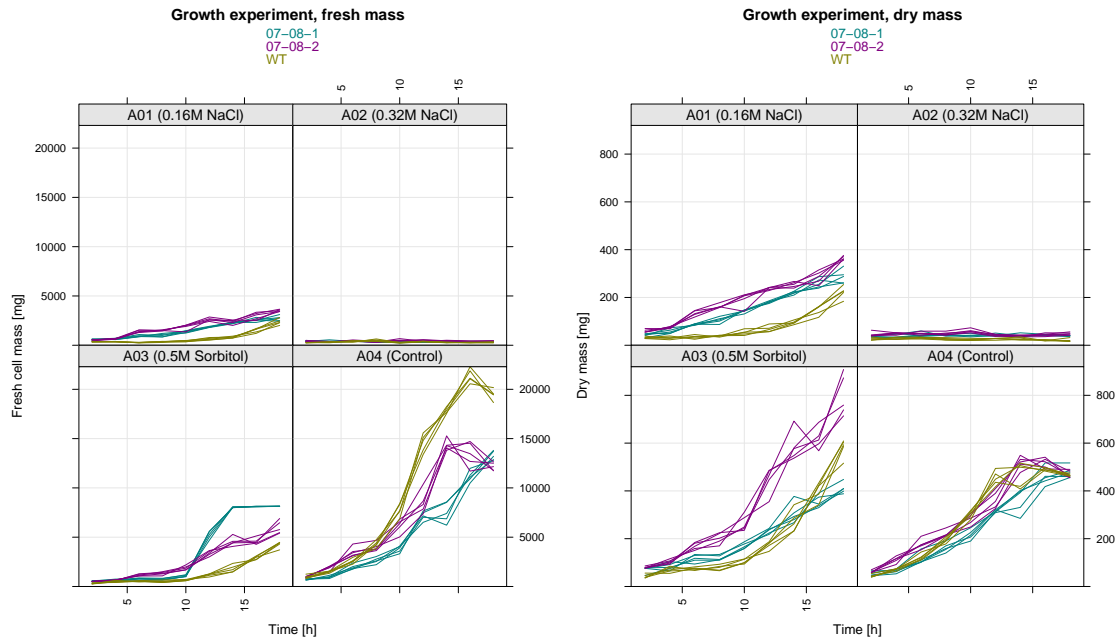 Growth experiment, fresh mass
07−08−1
07−08−2
WT
5
10
15
A01 (0.16M NaCl)
A02 (0.32M NaCl)
20000
15000
10000
5000
A03 (0.5M Sorbitol)
A04 (Control)
20000
15000
10000
5000
5
10
15
Fresh cell mass [mg]
Time [h]
Growth experiment, dry mass
07−08−1
07−08−2
WT
5
10
15
A01 (0.16M NaCl)
A02 (0.32M NaCl)
800
600
400
200
A03 (0.5M Sorbitol)
A04 (Control)
800
600
400
200
5
10
15
Dry mass [mg]
Time [h]